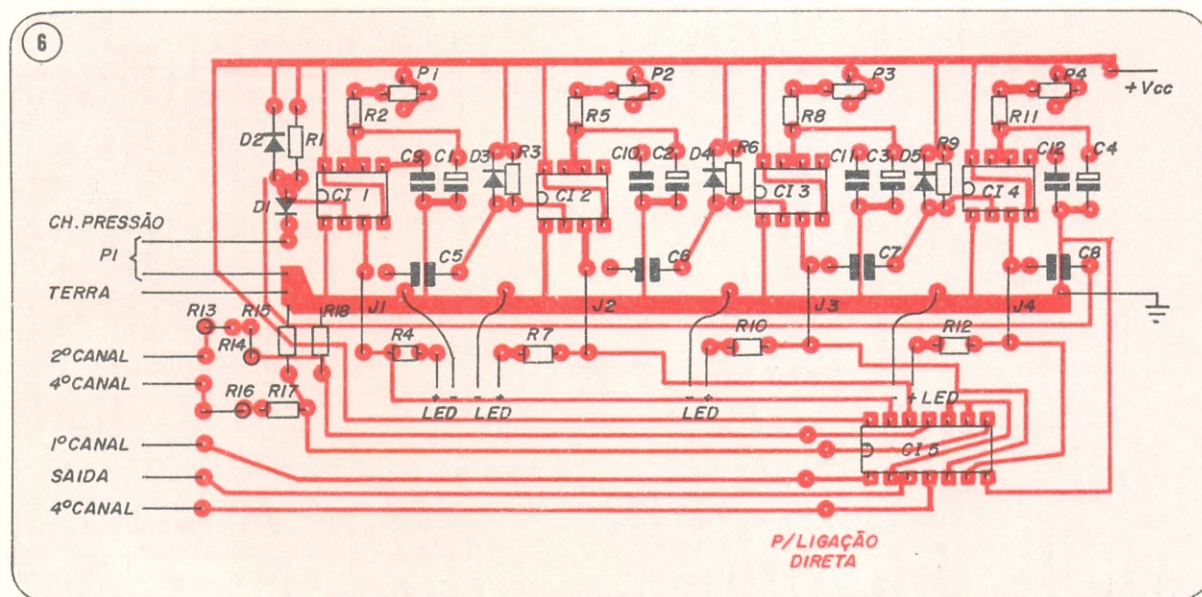 6
P1
P2
P3
P4
+Vcc
R2
R5
R8
R11
D2
R1
C9
C1
D3
R3
C10
C2
D4
R6
C11
C3
D5
R9
C12
C4
CI 1
CI 2
CI 3
CI 4
D1
CH. PRESSÃO
P1
C5
C6
C7
C8
TERRA
J1
J2
J3
J4
R13
R15
R18
R14
R4
R7
R10
R12
2º CANAL
4º CANAL
R16
R17
- +
LED
- +
LED
- +
LED
- + LED
1º CANAL
CI 5
SAIDA
4º CANAL
P/LIGAÇÃO
DIRETA